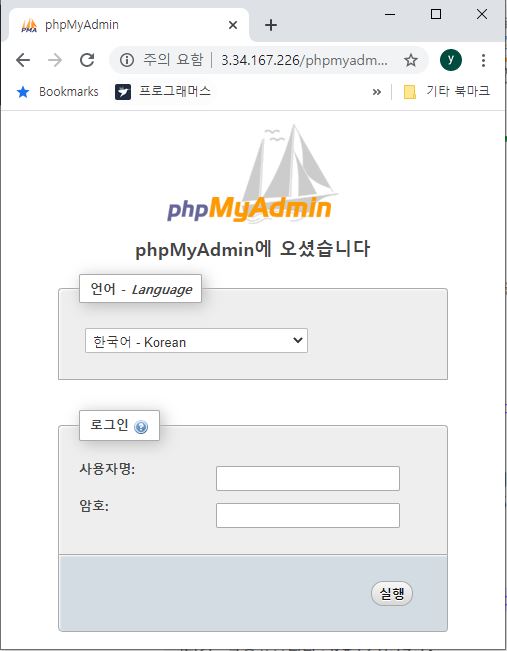 PMA phpMyAdmin
주의 요함 3.34.167.226/phpmyadm...
y
Bookmarks 프로그래머스 » 기타 북마크
phpMyAdmin
phpMyAdmin에 오셨습니다
언어 - Language
한국어 - Korean
로그인
사용자명:
암호:
실행